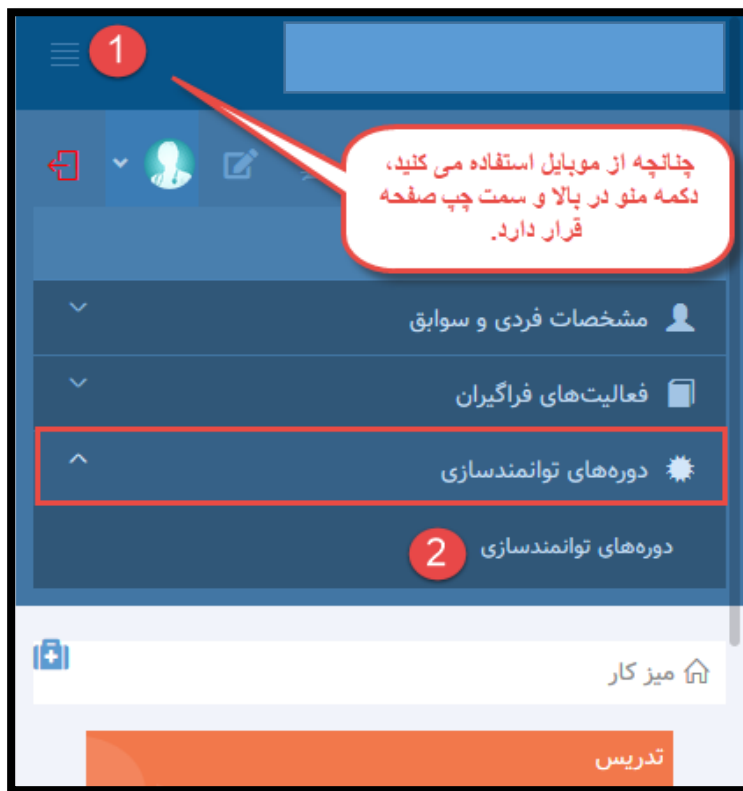 1
چنانچه از موبایل استفاده می کنید،
دکمه منو در بالا و سمت چپ صفحه
قرار دارد.
مشخصات فردی و سوابق
فعالیت‌های فراگیران
دوره‌های توانمندسازی
دوره‌های توانمندسازی
2
میز کار
تدریس